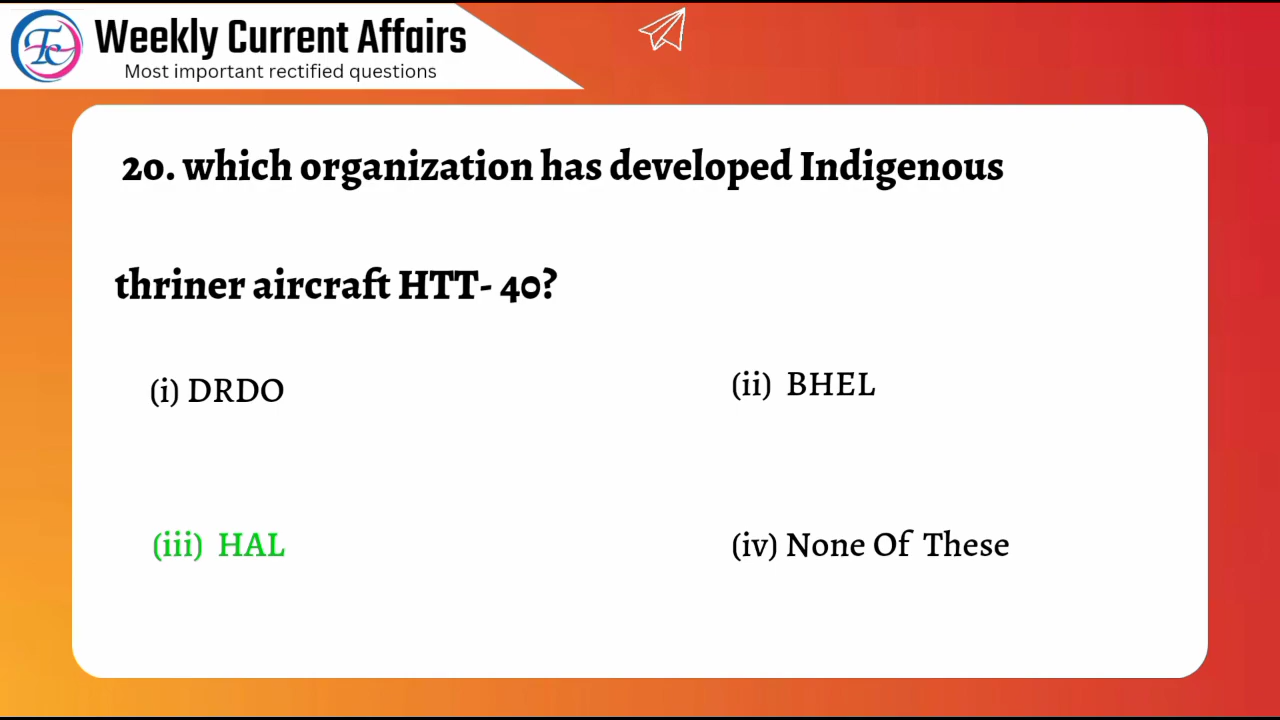 Weekly Current Affairs
Most important rectified questions
20. which organization has developed Indigenous
thriner aircraft HTT- 40?
(i) DRDO
(ii) BHEL
(iii) HAL
(iv) None Of These